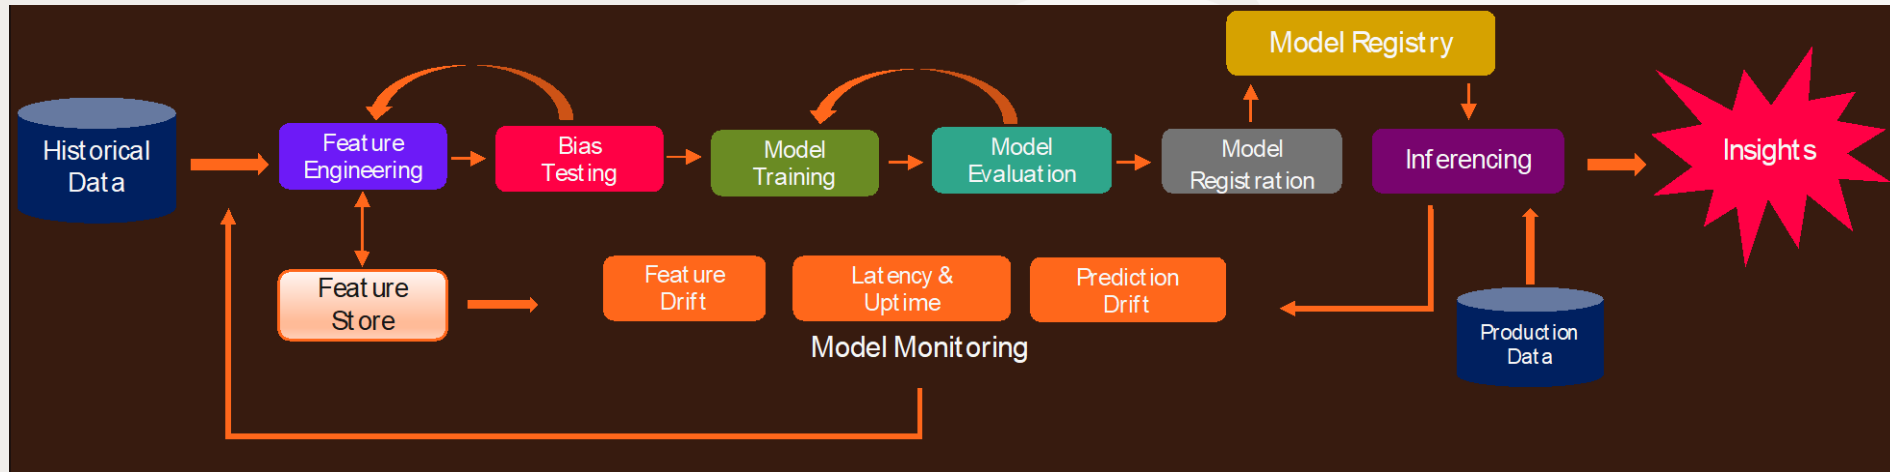 Model Registry
Historical
Data
Feature
Engineering
Bias
Testing
Model
Training
Model
Evaluation
Model
Registration
Inferencing
Insights
Feature
Store
Feature
Drift
Latency &
Uptime
Prediction
Drift
Model Monitoring
Production
Data